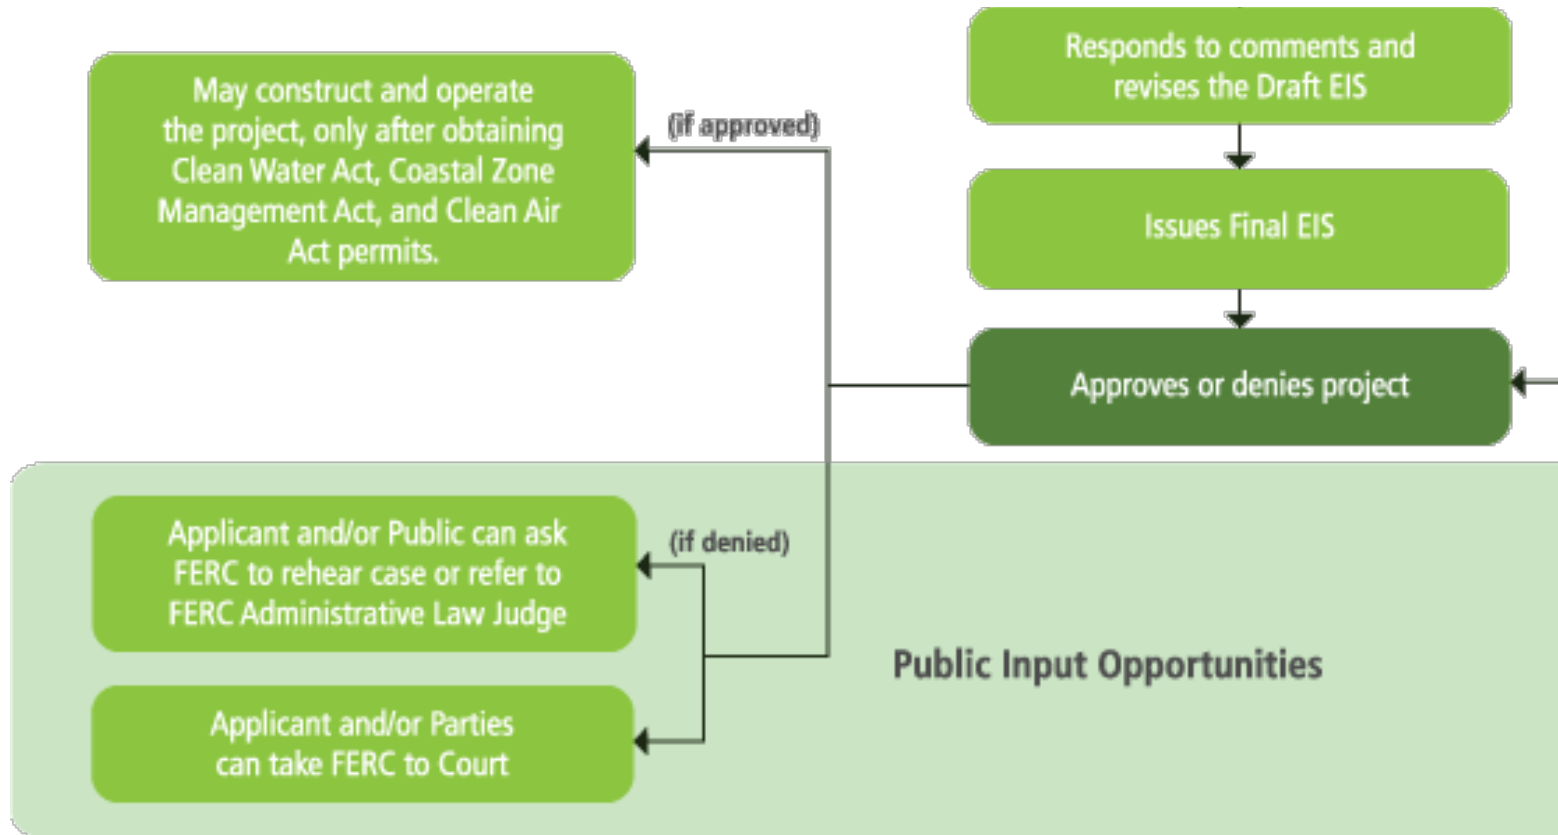 May construct and operate
the project, only after obtaining
Clean Water Act, Coastal Zone
Management Act, and Clean Air
Act permits.
(if approved)
Responds to comments and
revises the Draft EIS
Issues Final EIS
Approves or denies project
Applicant and/or Public can ask
FERC to rehear case or refer to
FERC Administrative Law Judge
(if denied)
Public Input Opportunities
Applicant and/or Parties
can take FERC to Court